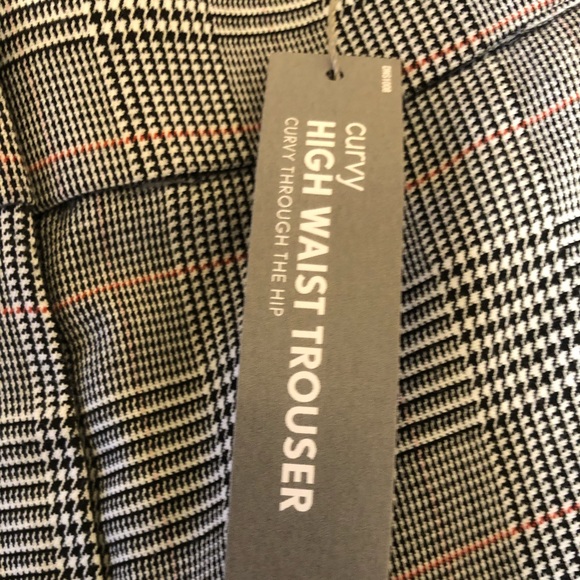 curvy
HIGH WAIST TROUSER
CURVY THROUGH THE HIP